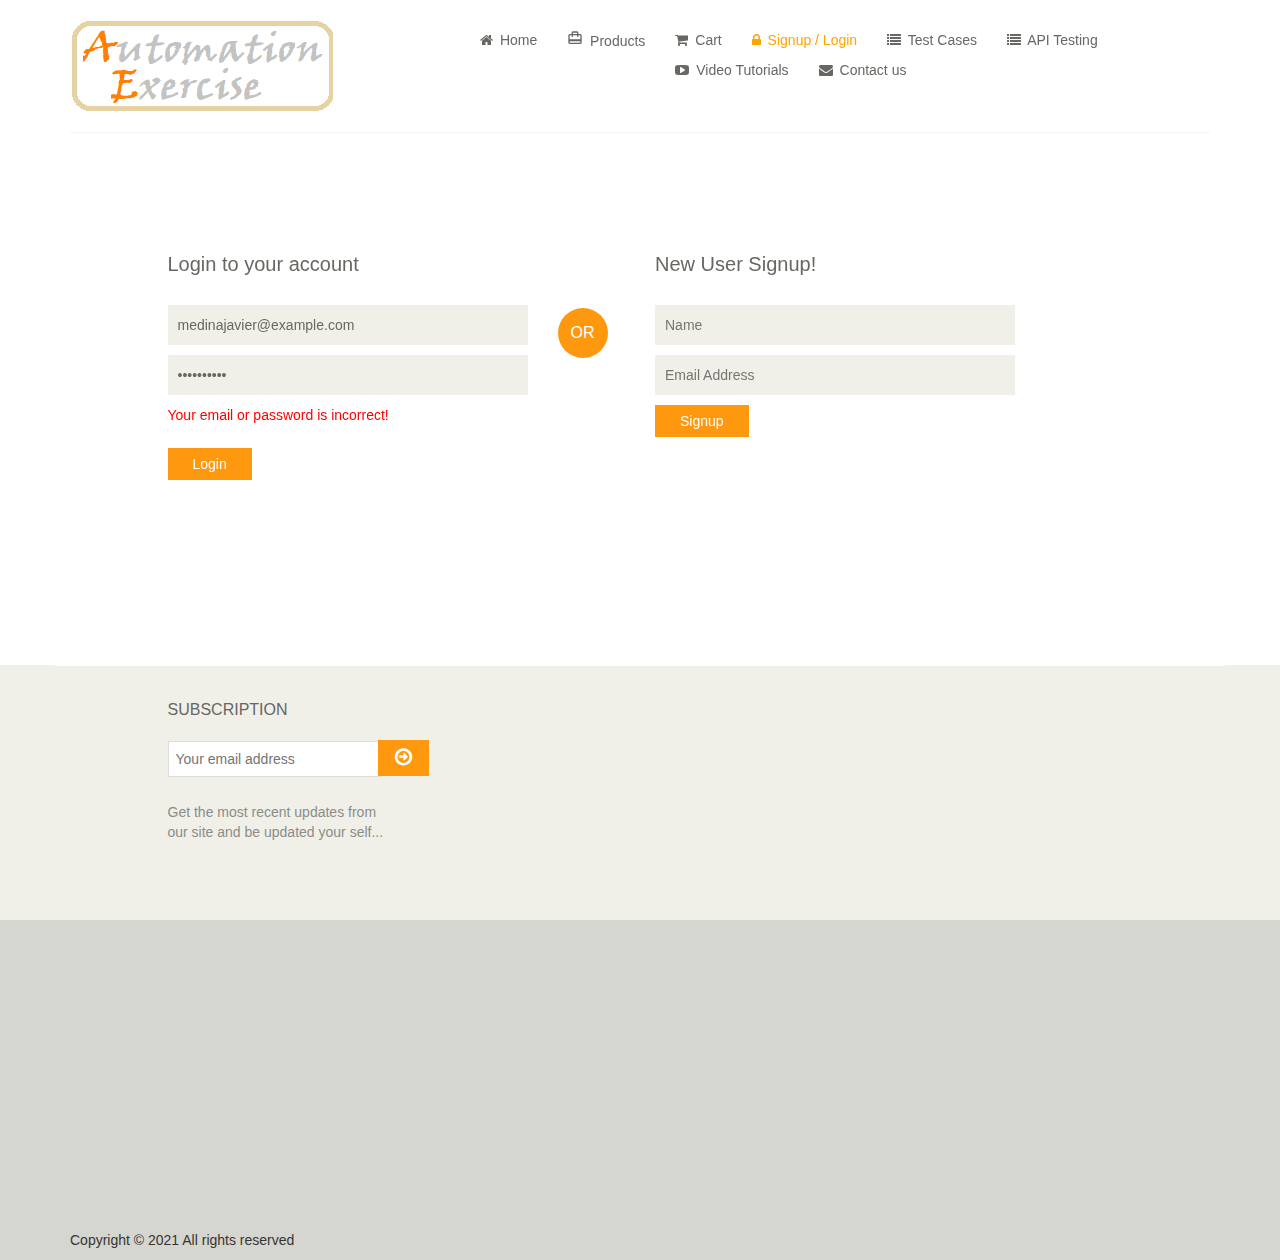 Automation
Exercise
Home
Products
Cart
Signup / Login
Test Cases
API Testing
Video Tutorials
Contact us
Login to your account
medinajavier@example.com
••••••••••
Your email or password is incorrect!
Login
OR
New User Signup!
Name
Email Address
Signup
SUBSCRIPTION
Your email address
Get the most recent updates from
our site and be updated your self...
Copyright © 2021 All rights reserved